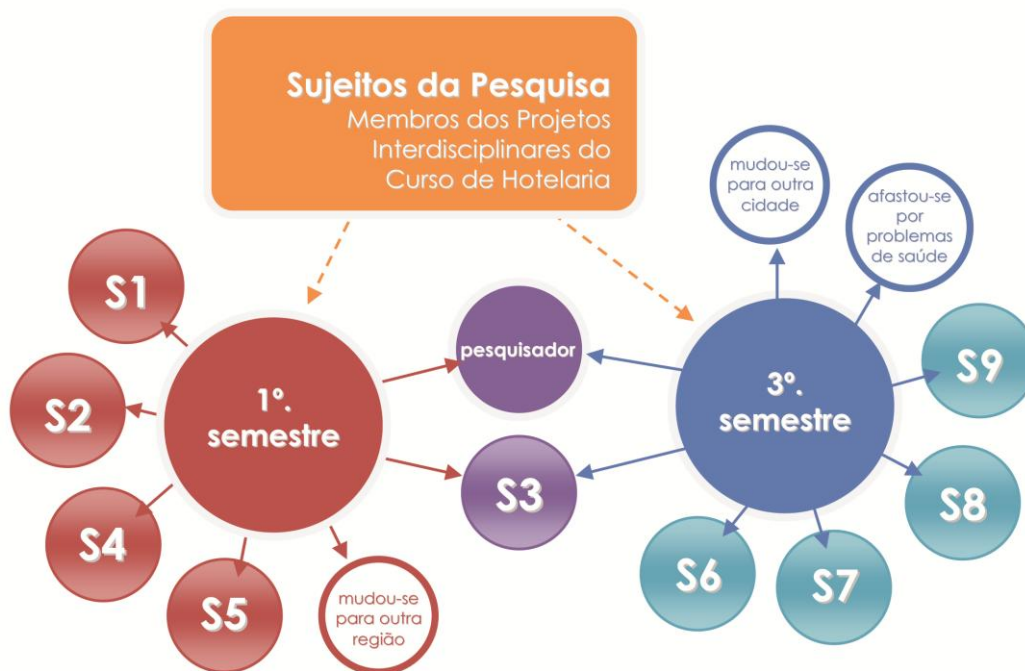 Sujeitos da Pesquisa
Membros dos Projetos
Interdisciplinares do
Curso de Hotelaria
mudou-se
para outra
cidade
afastou-se
por
problemas
de saúde
S1
S2
S4
S5
1º.
semestre
mudou-se
para outra
região
pesquisador
S3
3º.
semestre
S9
S8
S7
S6